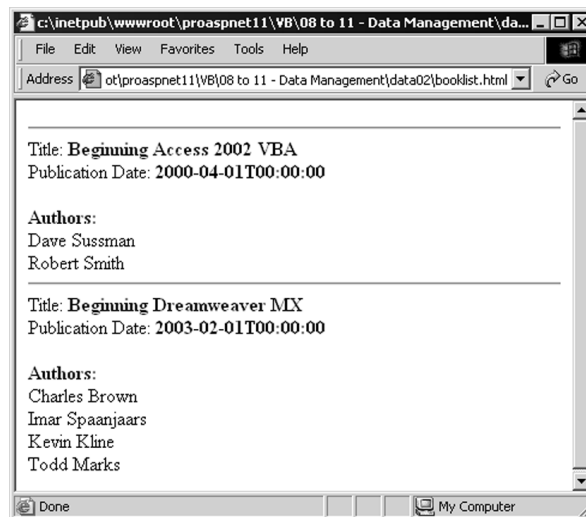 c:\inetpub\wwwroot\proaspnet11\VB\08 to 11 - Data Management\da...
File Edit View Favorites Tools Help
Address ot\proaspnet11\VB\08 to 11 - Data Management\data02\booklist.html Go
Title: Beginning Access 2002 VBA
Publication Date: 2000-04-01T00:00:00
Authors:
Dave Sussman
Robert Smith
Title: Beginning Dreamweaver MX
Publication Date: 2003-02-01T00:00:00
Authors:
Charles Brown
Imar Spaanjaars
Kevin Kline
Todd Marks
Done My Computer